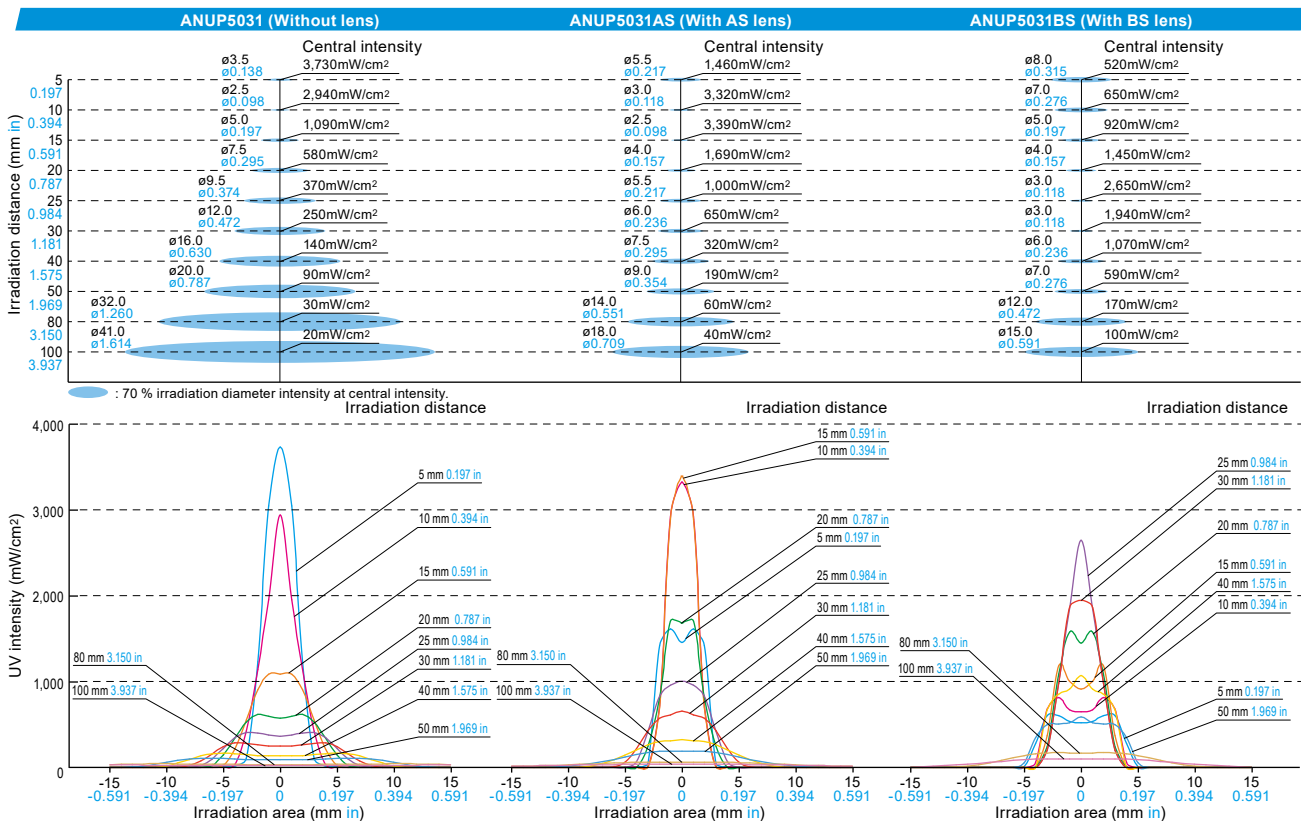 ANUP5031 (Without lens)
ANUP5031AS (With AS lens)
ANUP5031BS (With BS lens)
Irradiation distance (mm in)
5
0.197
10
0.394
15
0.591
20
0.787
25
0.984
30
1.181
40
1.575
50
1.969
80
3.150
100
3.937
Central intensity
ø3.5
ø0.138
3,730mW/cm2
ø2.5
ø0.098
2,940mW/cm2
ø5.0
ø0.197
1,090mW/cm2
ø7.5
ø0.295
580mW/cm2
ø9.5
ø0.374
370mW/cm2
ø12.0
ø0.472
250mW/cm2
ø16.0
ø0.630
140mW/cm2
ø20.0
ø0.787
90mW/cm2
ø32.0
ø1.260
30mW/cm2
ø41.0
ø1.614
20mW/cm2
Central intensity
ø5.5
ø0.217
1,460mW/cm2
ø3.0
ø0.118
3,320mW/cm2
ø2.5
ø0.098
3,390mW/cm2
ø4.0
ø0.157
1,690mW/cm2
ø5.5
ø0.217
1,000mW/cm2
ø6.0
ø0.236
650mW/cm2
ø7.5
ø0.295
320mW/cm2
ø9.0
ø0.354
190mW/cm2
ø14.0
ø0.551
60mW/cm2
ø18.0
ø0.709
40mW/cm2
Central intensity
ø8.0
ø0.315
520mW/cm2
ø7.0
ø0.276
650mW/cm2
ø5.0
ø0.197
920mW/cm2
ø4.0
ø0.157
1,450mW/cm2
ø3.0
ø0.118
2,650mW/cm2
ø3.0
ø0.118
1,940mW/cm2
ø6.0
ø0.236
1,070mW/cm2
ø7.0
ø0.276
590mW/cm2
ø12.0
ø0.472
170mW/cm2
ø15.0
ø0.591
100mW/cm2
: 70 % irradiation diameter intensity at central intensity.
UV intensity (mW/cm2)
4,000
3,000
2,000
1,000
0
Irradiation distance
5 mm 0.197 in
10 mm 0.394 in
15 mm 0.591 in
20 mm 0.787 in
25 mm 0.984 in
30 mm 1.181 in
40 mm 1.575 in
50 mm 1.969 in
80 mm 3.150 in
100 mm 3.937 in
-15 -10 -5 0 5 10 15
-0.591 -0.394 -0.197 0 0.197 0.394 0.591
Irradiation area (mm in)
Irradiation distance
15 mm 0.591 in
10 mm 0.394 in
20 mm 0.787 in
5 mm 0.197 in
25 mm 0.984 in
30 mm 1.181 in
40 mm 1.575 in
50 mm 1.969 in
80 mm 3.150 in
100 mm 3.937 in
-15 -10 -5 0 5 10 15
-0.591 -0.394 -0.197 0 0.197 0.394 0.591
Irradiation area (mm in)
Irradiation distance
25 mm 0.984 in
30 mm 1.181 in
20 mm 0.787 in
15 mm 0.591 in
40 mm 1.575 in
10 mm 0.394 in
80 mm 3.150 in
100 mm 3.937 in
5 mm 0.197 in
50 mm 1.969 in
-15 -10 -5 0 5 10 15
-0.591 -0.394 -0.197 0 0.197 0.394 0.591
Irradiation area (mm in)